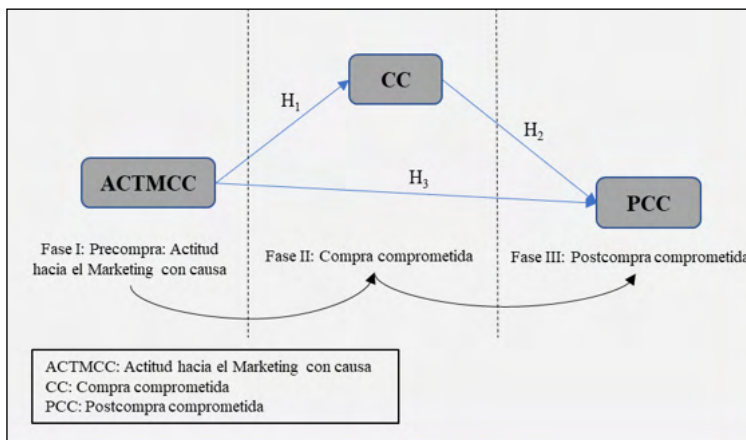 CC
H1
H2
ACTMCC
H3
PCC
Fase I: Precompra: Actitud
hacia el Marketing con causa
Fase II: Compra comprometida
Fase III: Postcompra comprometida
ACTMCC: Actitud hacia el Marketing con causa
CC: Compra comprometida
PCC: Postcompra comprometida